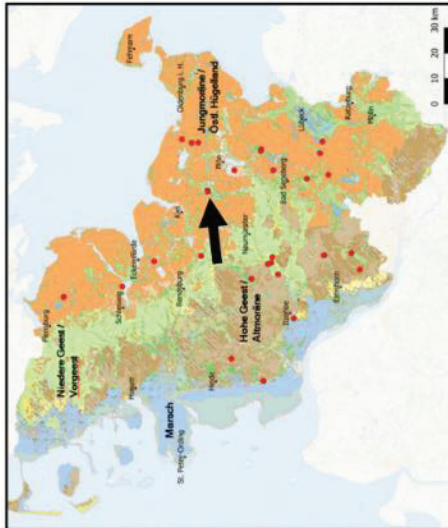 Flensburg
Niedere Geest /
Vorgeest
Schleswig
Husum
Eckernförde
Fehmarn
Oldenburg i. H.
Jungmoräne /
Östl. Hügelland
Kiel
Rendsburg
Marsch
St. Peter-Ording
Plön
Heide
Neumünster
Hohe Geest /
Altmoräne
Bad Segeberg
Lübeck
Itzehoe
Ratzeburg
Mölln
Elmshorn
0 10 20 30 km